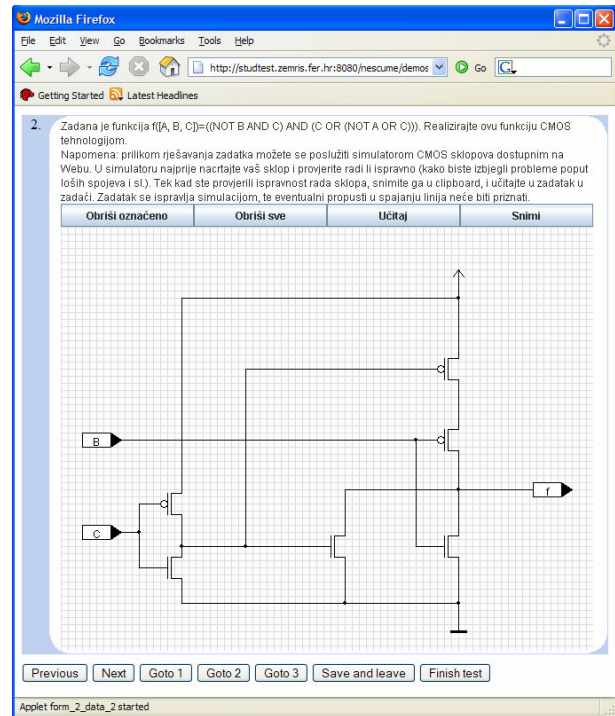 Mozilla Firefox
File Edit View Go Bookmarks Tools Help
http://studtest.zemris.fer.hr:8080/nescume/demos Go G
Getting Started Latest Headlines
2. Zadana je funkcija f([A, B, C])=((NOT B AND C) AND (C OR (NOT A OR C))). Realizirajte ovu funkciju CMOS
tehnologijom.
Napomena: prilikom rješavanja zadatka možete se poslužiti simulatorom CMOS sklopova dostupnim na
Webu. U simulatoru najprije nacrtajte vaš sklop i provjerite radi li ispravno (kako biste izbjegli probleme poput
loših spojeva i sl.). Tek kad ste provjerili ispravnost rada sklopa, snimite ga u clipboard, i učitajte u zadatak u
zadaći. Zadatak se ispravlja simulacijom, te eventualni propusti u spajanju linija neće biti priznati.
Obriši označeno Obriši sve Učitaj Snimi
B
f
C
Previous Next Goto 1 Goto 2 Goto 3 Save and leave Finish test
Applet form_2_data_2 started